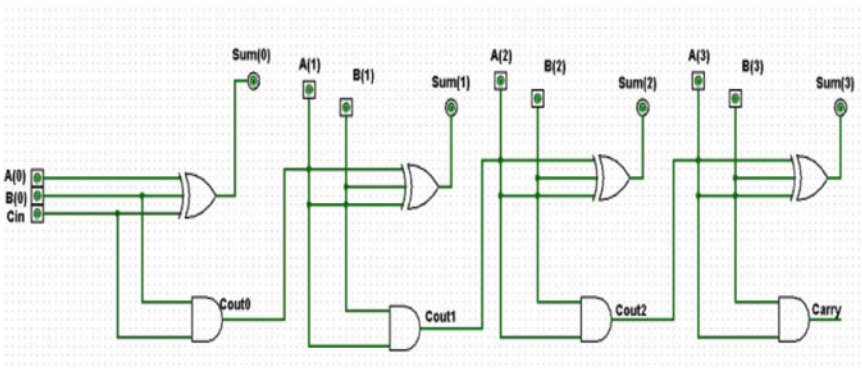 Sum(0)
A(1)
B(1)
Sum(1)
A(2)
B(2)
Sum(2)
A(3)
B(3)
Sum(3)
A(0)
B(0)
Cin
Cout0
Cout1
Cout2
Carry